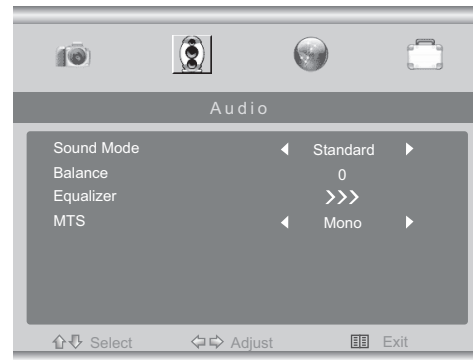 Audio
Sound Mode Standard
Balance 0
Equalizer >>>
MTS Mono
Select Adjust Exit